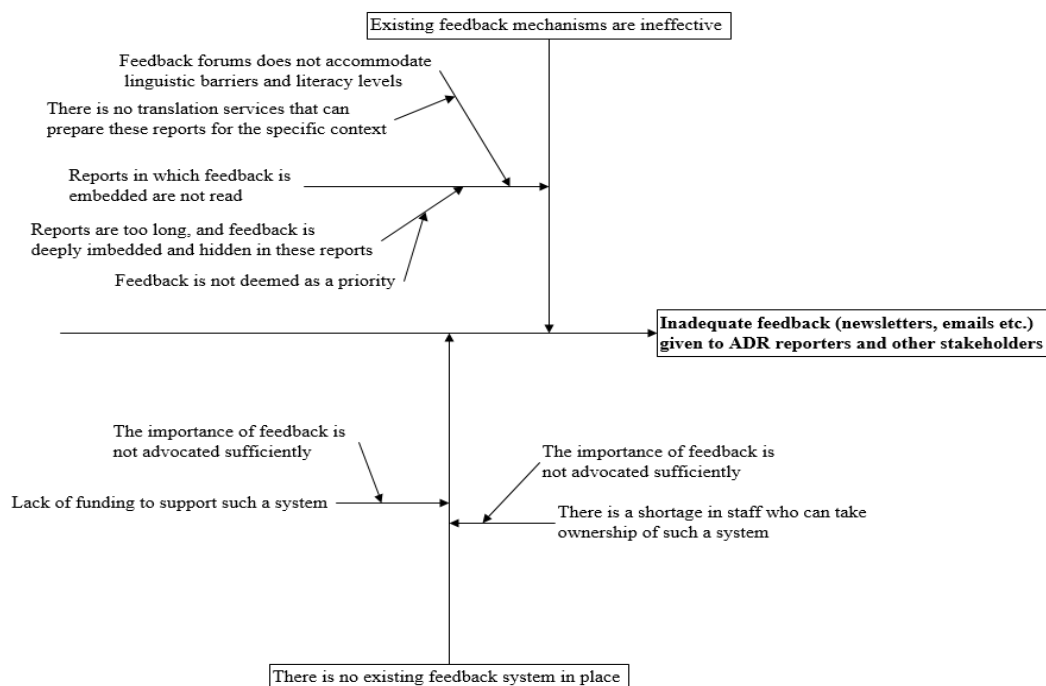 Existing feedback mechanisms are ineffective
Feedback forums does not accommodate
linguistic barriers and literacy levels
There is no translation services that can
prepare these reports for the specific context
Reports in which feedback is
embedded are not read
Reports are too long, and feedback is
deeply imbedded and hidden in these reports
Feedback is not deemed as a priority
Inadequate feedback (newsletters, emails etc.)
given to ADR reporters and other stakeholders
The importance of feedback is
not advocated sufficiently
Lack of funding to support such a system
The importance of feedback is
not advocated sufficiently
There is a shortage in staff who can take
ownership of such a system
There is no existing feedback system in place